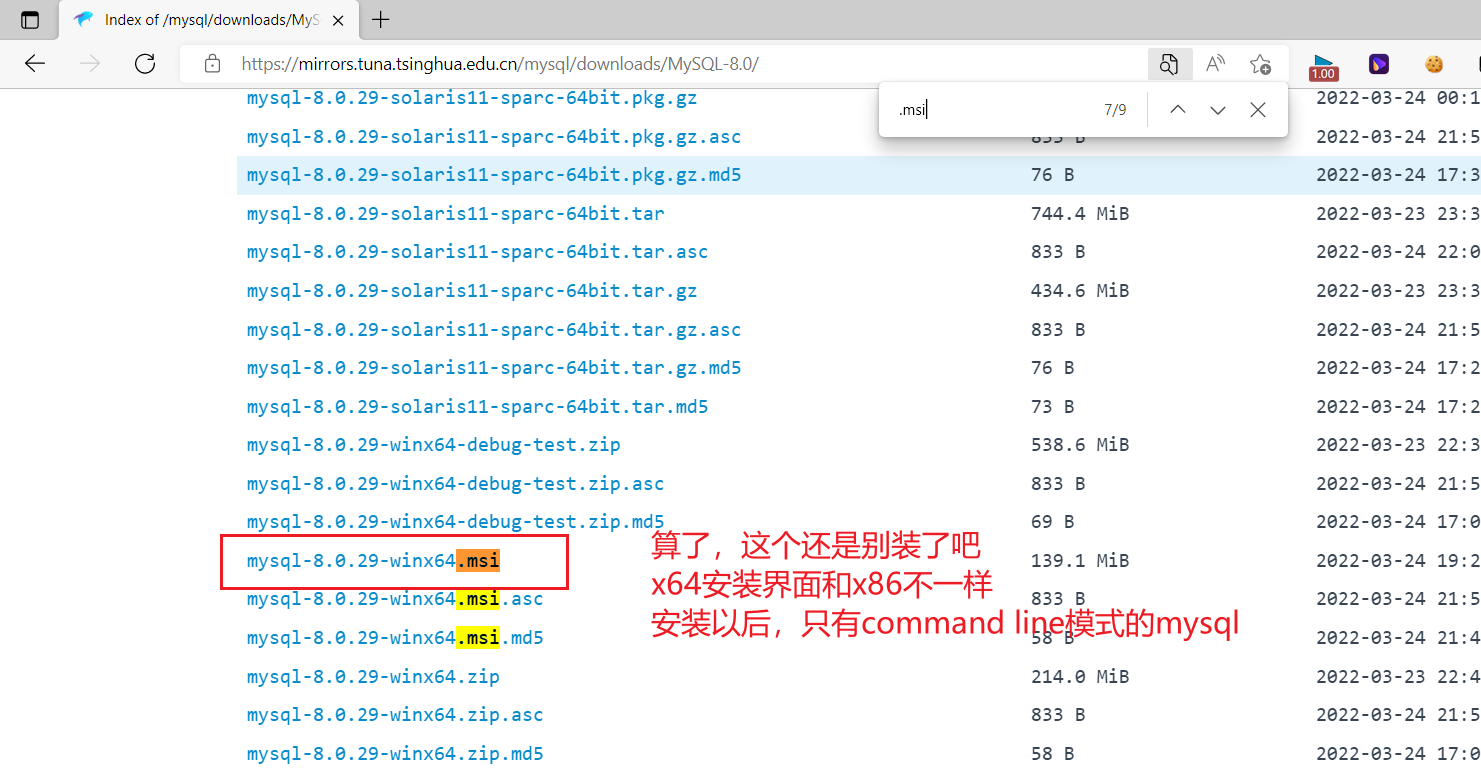 Index of /mysql/downloads/MyS
https://mirrors.tuna.tsinghua.edu.cn/mysql/downloads/MySQL-8.0/
1.00
.msi 7/9
mysql-8.0.29-solaris11-sparc-64bit.pkg.gz 2022-03-24 00:1
mysql-8.0.29-solaris11-sparc-64bit.pkg.gz.asc 833 B 2022-03-24 21:5
mysql-8.0.29-solaris11-sparc-64bit.pkg.gz.md5 76 B 2022-03-24 17:3
mysql-8.0.29-solaris11-sparc-64bit.tar 744.4 MiB 2022-03-23 23:3
mysql-8.0.29-solaris11-sparc-64bit.tar.asc 833 B 2022-03-24 22:0
mysql-8.0.29-solaris11-sparc-64bit.tar.gz 434.6 MiB 2022-03-23 23:3
mysql-8.0.29-solaris11-sparc-64bit.tar.gz.asc 833 B 2022-03-24 21:5
mysql-8.0.29-solaris11-sparc-64bit.tar.gz.md5 76 B 2022-03-24 17:2
mysql-8.0.29-solaris11-sparc-64bit.tar.md5 73 B 2022-03-24 17:2
mysql-8.0.29-winx64-debug-test.zip 538.6 MiB 2022-03-23 22:3
mysql-8.0.29-winx64-debug-test.zip.asc 833 B 2022-03-24 21:5
mysql-8.0.29-winx64-debug-test.zip.md5 69 B 2022-03-24 17:0
算了，这个还是别装了吧
mysql-8.0.29-winx64.msi 139.1 MiB 2022-03-24 19:2
x64安装界面和x86不一样
mysql-8.0.29-winx64.msi.asc 833 B 2022-03-24 21:5
安装以后，只有command line模式的mysql
mysql-8.0.29-winx64.msi.md5 58 B 2022-03-24 21:4
mysql-8.0.29-winx64.zip 214.0 MiB 2022-03-23 22:4
mysql-8.0.29-winx64.zip.asc 833 B 2022-03-24 21:5
mysql-8.0.29-winx64.zip.md5 58 B 2022-03-24 17:0